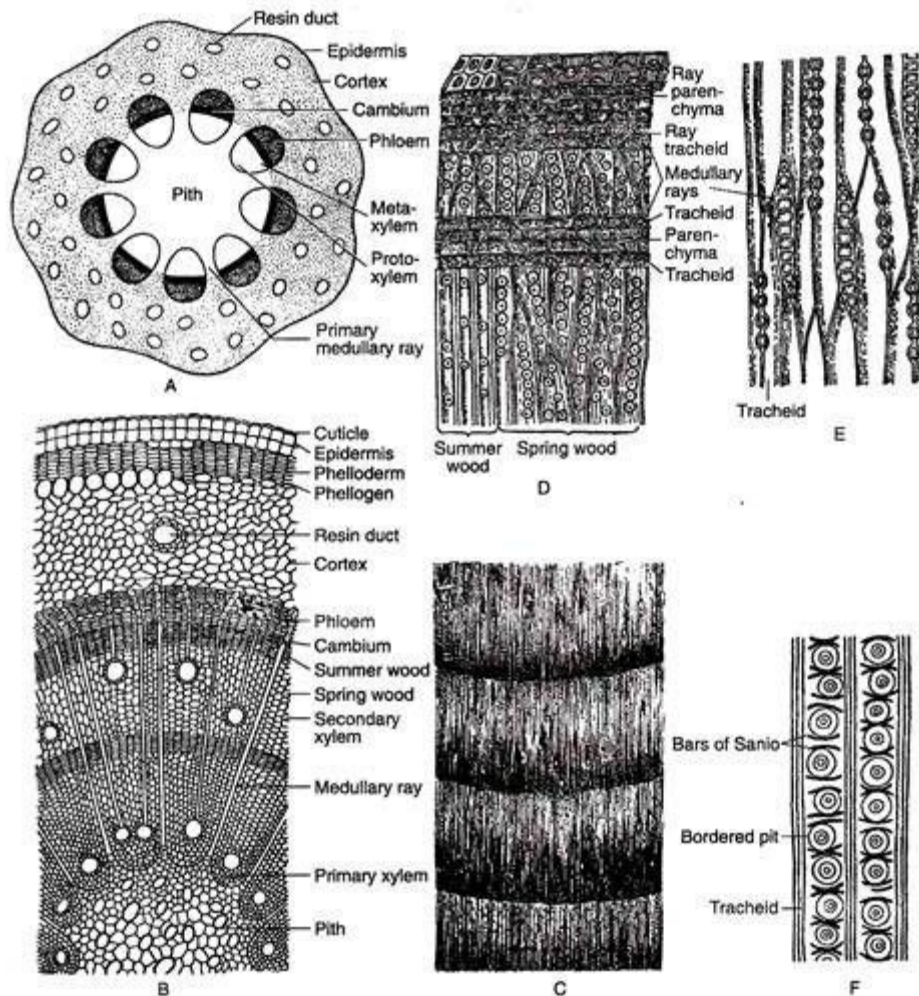 Resin duct
Epidermis
Cortex
Cambium
Phloem
Pith
Meta-
xylem
Proto-
xylem
Primary
medullary ray
A
Ray
paren-
chyma
Ray
tracheid
Medullary
rays
Tracheid
Paren-
chyma
Tracheid
Summer
wood
Spring wood
D
Tracheid
E
Cuticle
Epidermis
Phelloderm
Phellogen
Resin duct
Cortex
Phloem
Cambium
Summer wood
Spring wood
Secondary
xylem
Medullary ray
Primary xylem
Pith
B
C
Bars of Sanio
Bordered pit
Tracheid
F